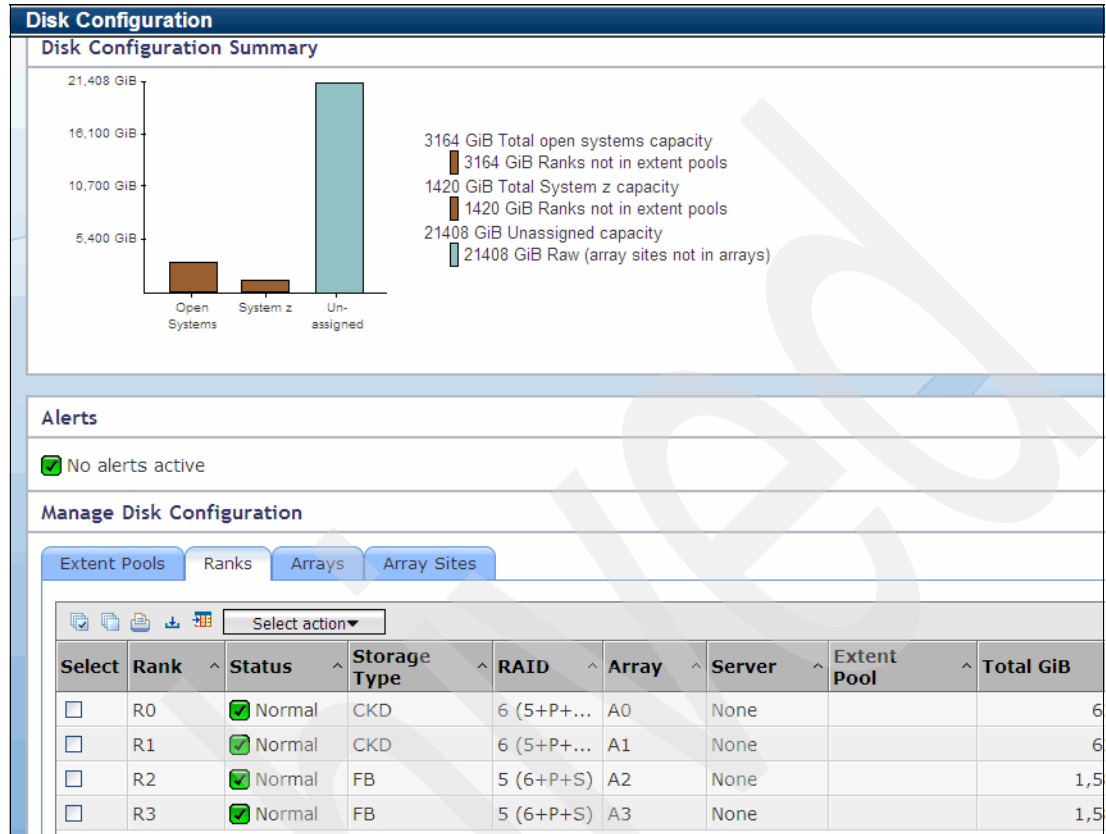 Disk Configuration
Disk Configuration Summary
21,408 GiB
16,100 GiB
10,700 GiB
5,400 GiB
Open Systems
System z
Un-assigned
3164 GiB Total open systems capacity
3164 GiB Ranks not in extent pools
1420 GiB Total System z capacity
1420 GiB Ranks not in extent pools
21408 GiB Unassigned capacity
21408 GiB Raw (array sites not in arrays)
Alerts
No alerts active
Manage Disk Configuration
Extent Pools Ranks Arrays Array Sites
Select action
Select Rank Status Storage Type RAID Array Server Extent Pool Total GiB
R0 Normal CKD 6 (5+P+... A0 None 6
R1 Normal CKD 6 (5+P+... A1 None 6
R2 Normal FB 5 (6+P+S) A2 None 1,5
R3 Normal FB 5 (6+P+S) A3 None 1,5